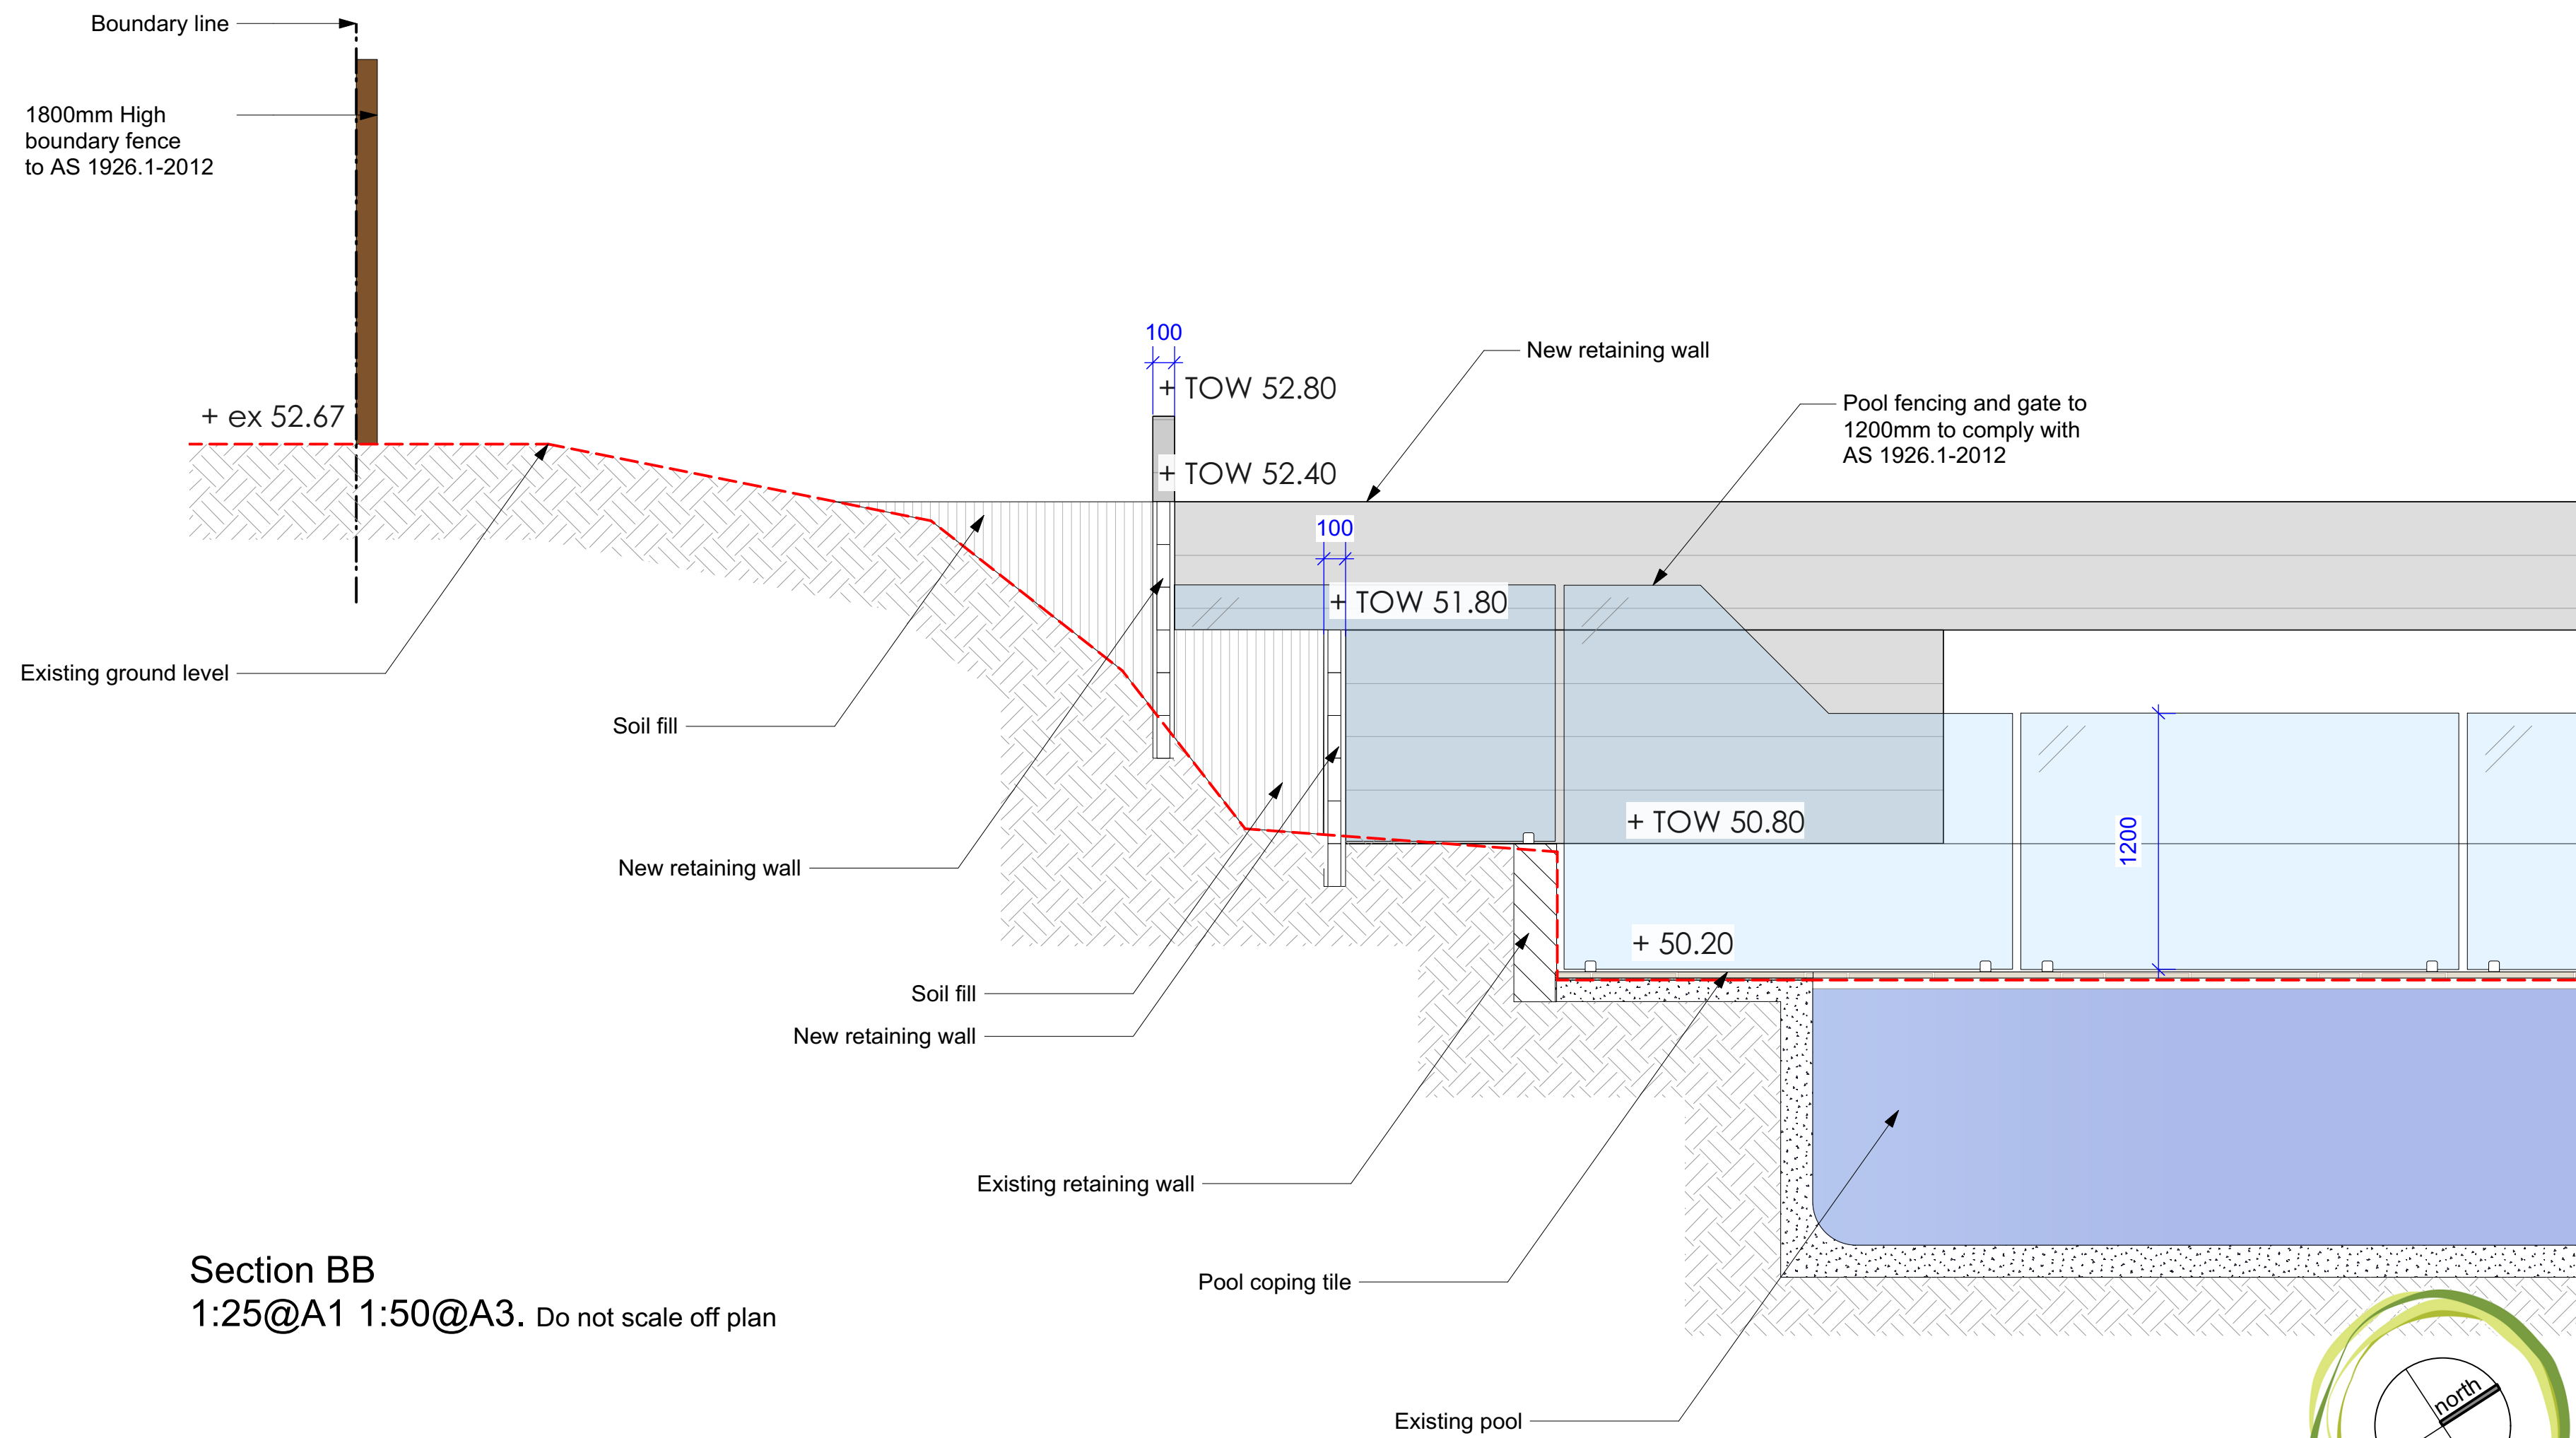 Boundary line
1800mm High
boundary fence
to AS 1926.1-2012
100
+ TOW 52.80
New retaining wall
+ ex 52.67
Pool fencing and gate to
1200mm to comply with
AS 1926.1-2012
+ TOW 52.40
100
+ TOW 51.80
Existing ground level
Soil fill
+ TOW 50.80
1200
New retaining wall
+ 50.20
Soil fill
New retaining wall
Existing retaining wall
Pool coping tile
Section BB
1:25@A1 1:50@A3. Do not scale off plan
Existing pool
north